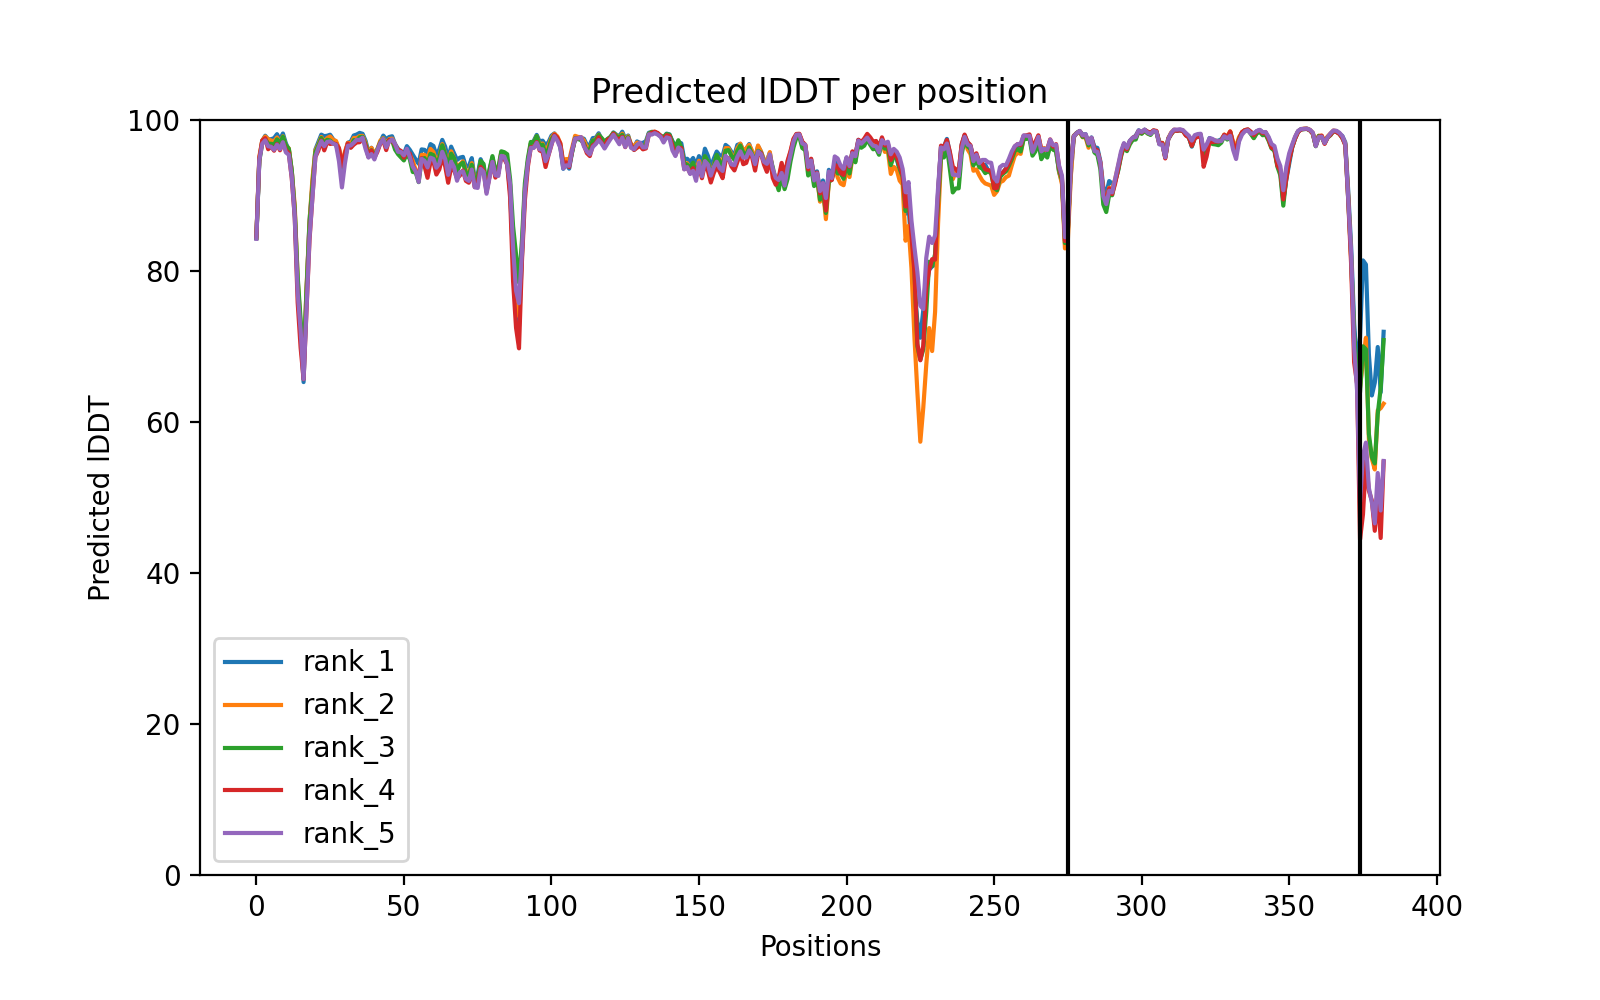 Predicted lDDT per position
100
80
60
40
20
0
Predicted lDDT
rank_1
rank_2
rank_3
rank_4
rank_5
0 50 100 150 200 250 300 350 400
Positions